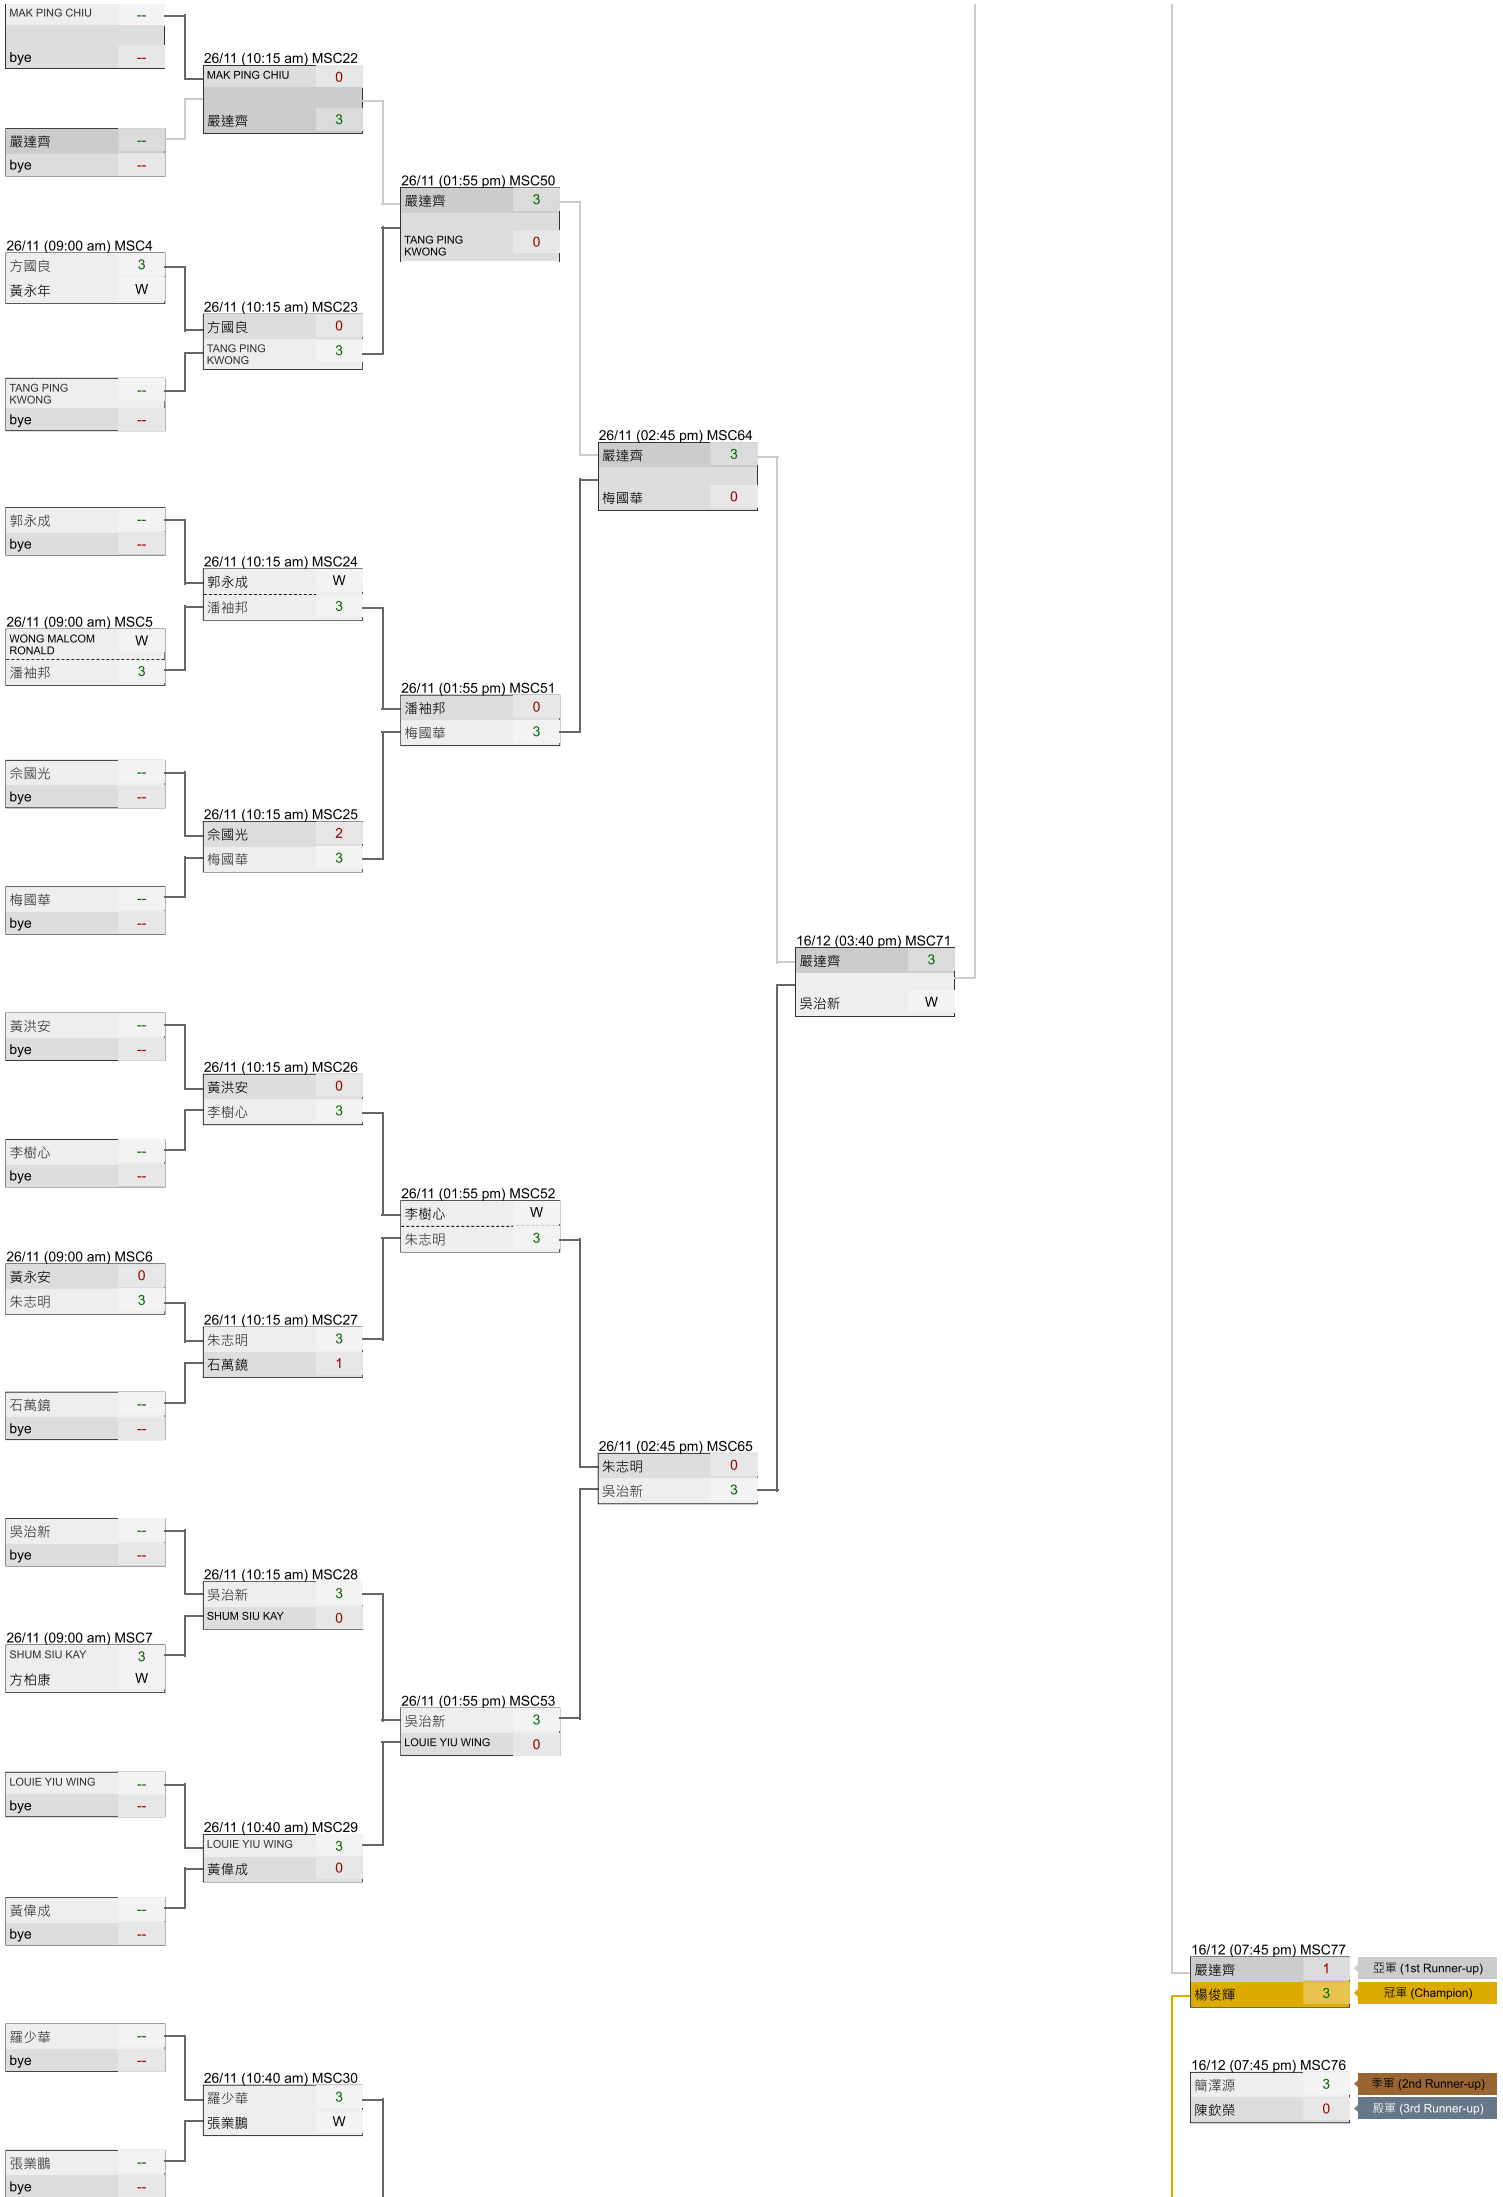 MAK PING CHIU --
bye --
26/11 (10:15 am) MSC22
MAK PING CHIU 0
嚴達齊 3
嚴達齊 --
bye --
26/11 (01:55 pm) MSC50
嚴達齊 3
TANG PING
KWONG 0
26/11 (09:00 am) MSC4
方國良 3
黃永年 W
26/11 (10:15 am) MSC23
方國良 0
TANG PING
KWONG 3
TANG PING
KWONG --
bye --
26/11 (02:45 pm) MSC64
嚴達齊 3
梅國華 0
郭永成 --
bye --
26/11 (10:15 am) MSC24
郭永成 W
潘袖邦 3
26/11 (09:00 am) MSC5
WONG MALCOM
RONALD W
潘袖邦 3
26/11 (01:55 pm) MSC51
潘袖邦 0
梅國華 3
佘國光 --
bye --
26/11 (10:15 am) MSC25
佘國光 2
梅國華 3
梅國華 --
bye --
16/12 (03:40 pm) MSC71
嚴達齊 3
吳治新 W
黃洪安 --
bye --
26/11 (10:15 am) MSC26
黃洪安 0
李樹心 3
李樹心 --
bye --
26/11 (01:55 pm) MSC52
李樹心 W
朱志明 3
26/11 (09:00 am) MSC6
黃永安 0
朱志明 3
26/11 (10:15 am) MSC27
朱志明 3
石萬鏡 1
石萬鏡 --
bye --
26/11 (02:45 pm) MSC65
朱志明 0
吳治新 3
吳治新 --
bye --
26/11 (10:15 am) MSC28
吳治新 3
SHUM SIU KAY 0
26/11 (09:00 am) MSC7
SHUM SIU KAY 3
方柏康 W
26/11 (01:55 pm) MSC53
吳治新 3
LOUIE YIU WING 0
LOUIE YIU WING --
bye --
26/11 (10:40 am) MSC29
LOUIE YIU WING 3
黃偉成 0
黃偉成 --
bye --
16/12 (07:45 pm) MSC77
嚴達齊 1 亞軍 (1st Runner-up)
楊俊輝 3 冠軍 (Champion)
羅少華 --
bye --
16/12 (07:45 pm) MSC76
簡澤源 3 季軍 (2nd Runner-up)
陳欽榮 0 殿軍 (3rd Runner-up)
26/11 (10:40 am) MSC30
羅少華 3
張業鵬 W
張業鵬 --
bye --